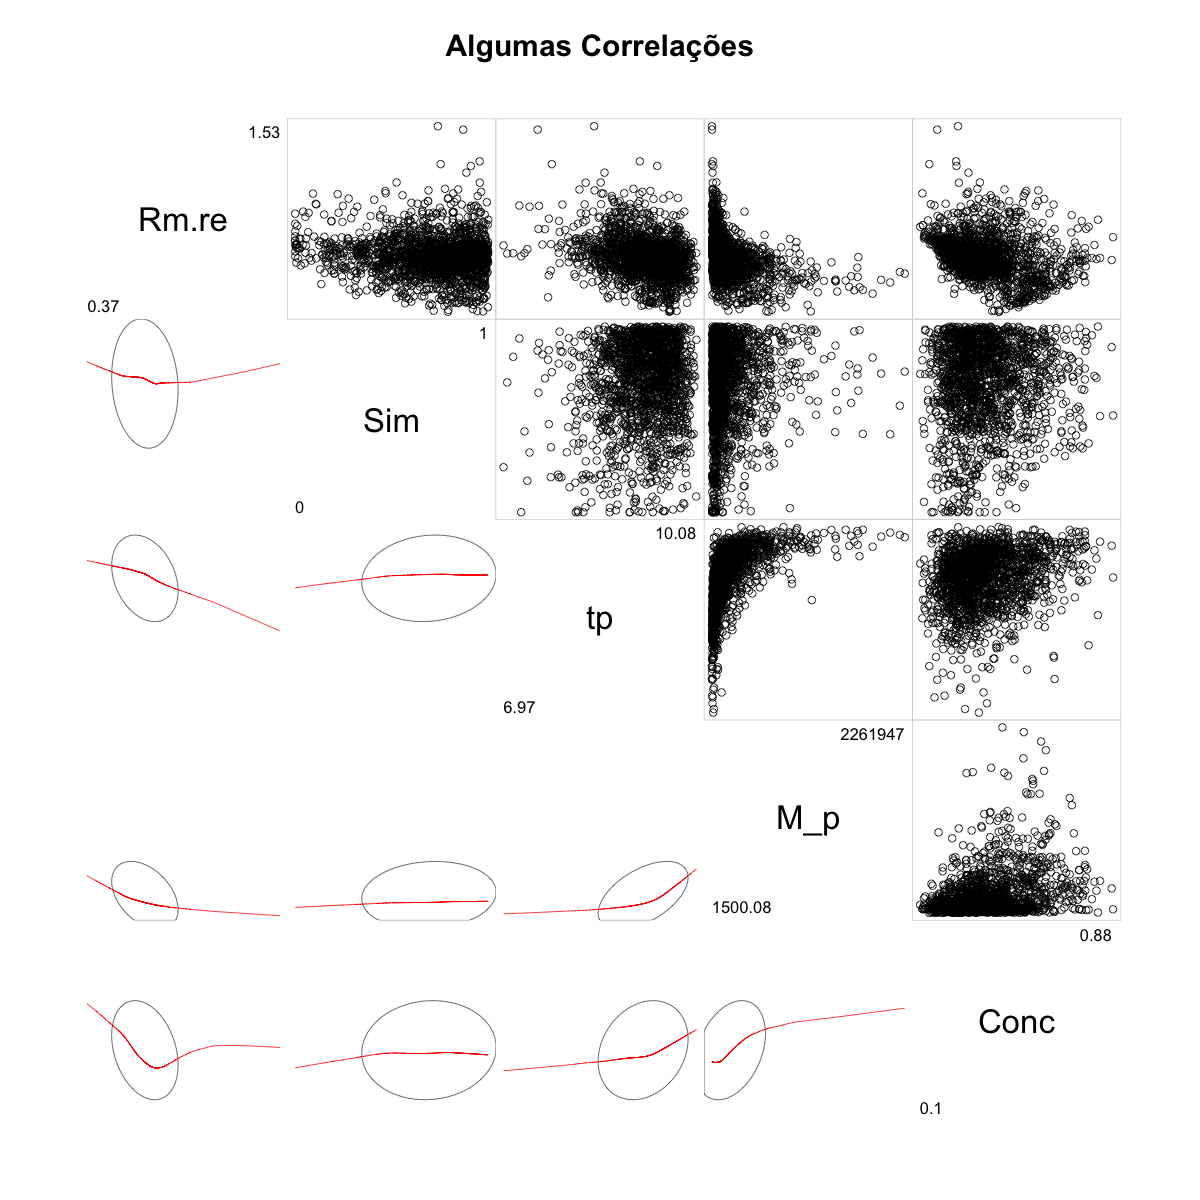 Algumas Correlações
1.53
Rm.re
0.37
1
Sim
0
10.08
tp
6.97
2261947
M_p
1500.08
0.88
Conc
0.1